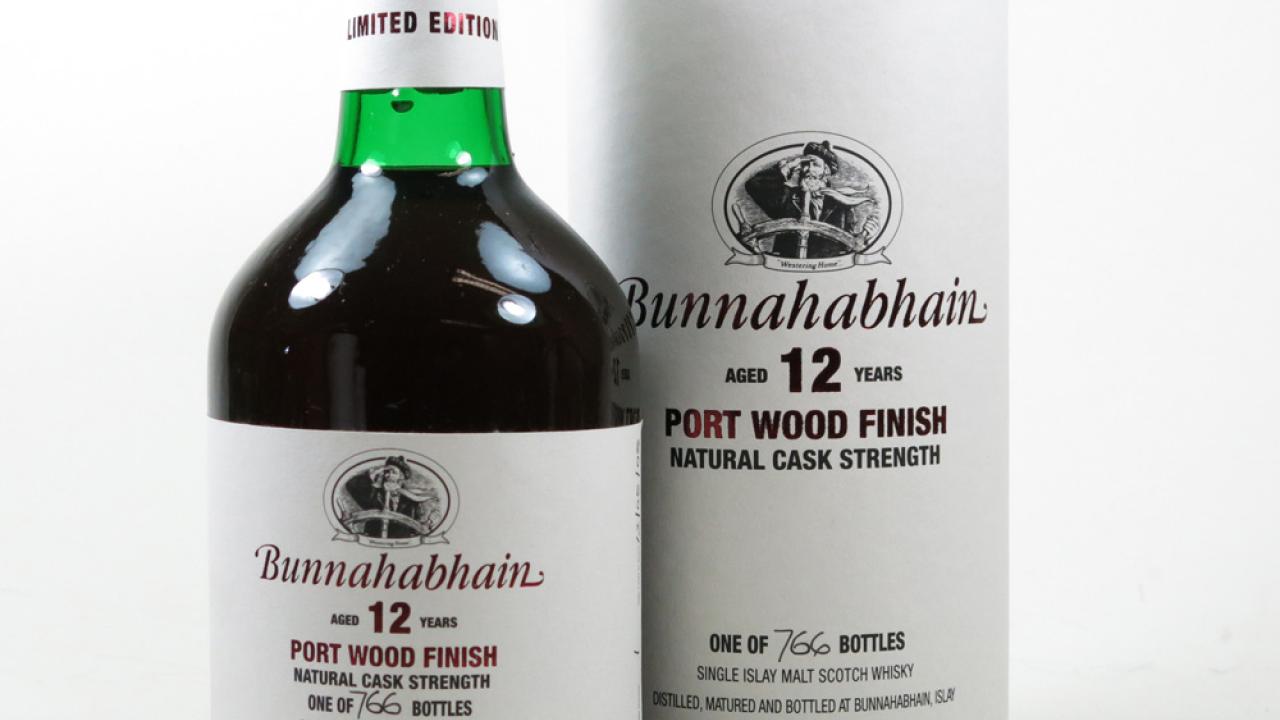 LIMITED EDITION
"Westering Home"
Bunnahabhain
AGED 12 YEARS
PORT WOOD FINISH
NATURAL CASK STRENGTH
ONE OF 766 BOTTLES
"Westering Home"
Bunnahabhain
AGED 12 YEARS
PORT WOOD FINISH
NATURAL CASK STRENGTH
ONE OF 766 BOTTLES
SINGLE ISLAY MALT SCOTCH WHISKY
DISTILLED, MATURED AND BOTTLED AT BUNNAHABHAIN, ISLAY